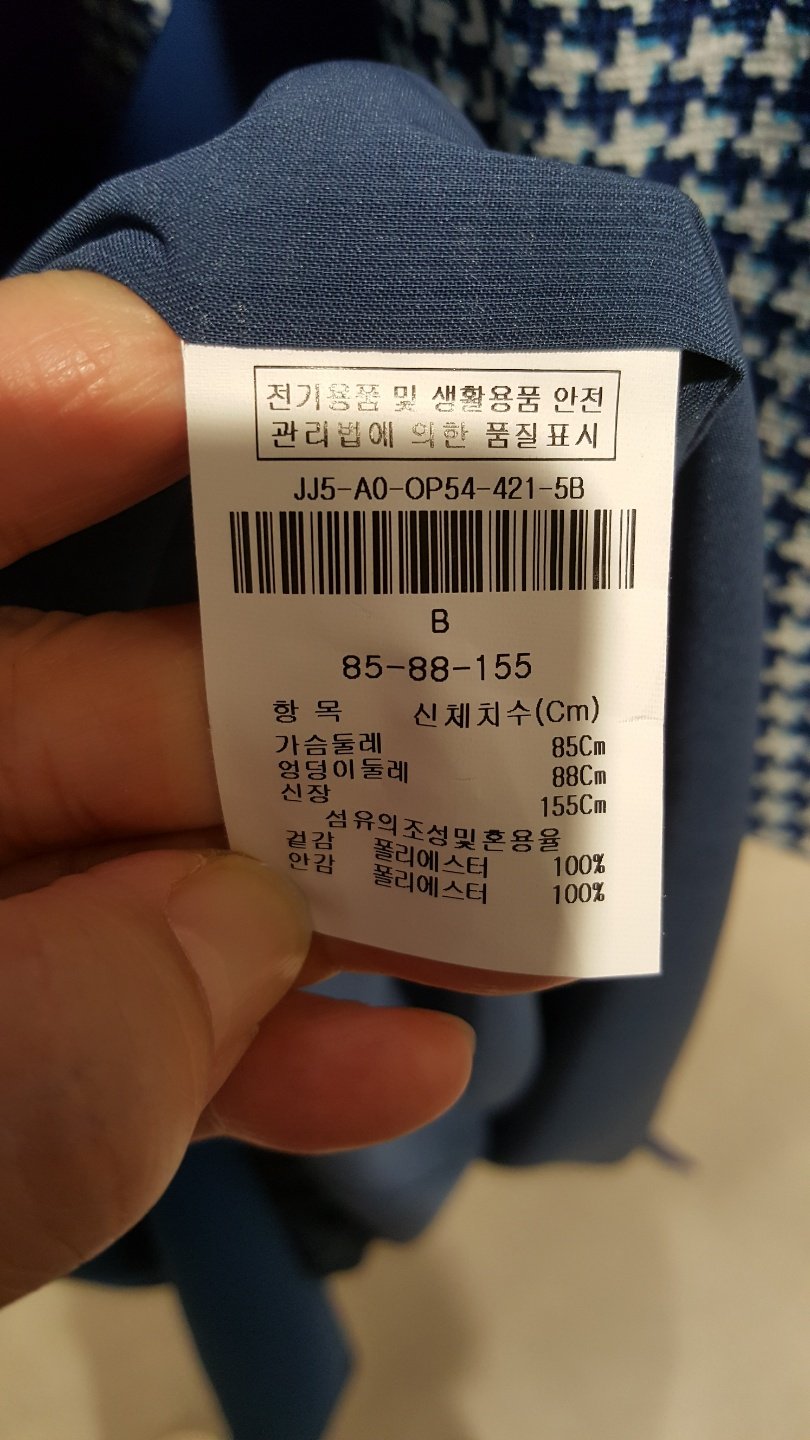 전기용품 및 생활용품 안전
관리법에 의한 품질표시
JJ5-A0-OP54-421-5B
B
85-88-155
항 목 신체치수(Cm)
가슴둘레 85Cm
엉덩이둘레 88Cm
신장 155Cm
섬유의조성및혼용율
겉감 폴리에스터 100%
안감 폴리에스터 100%